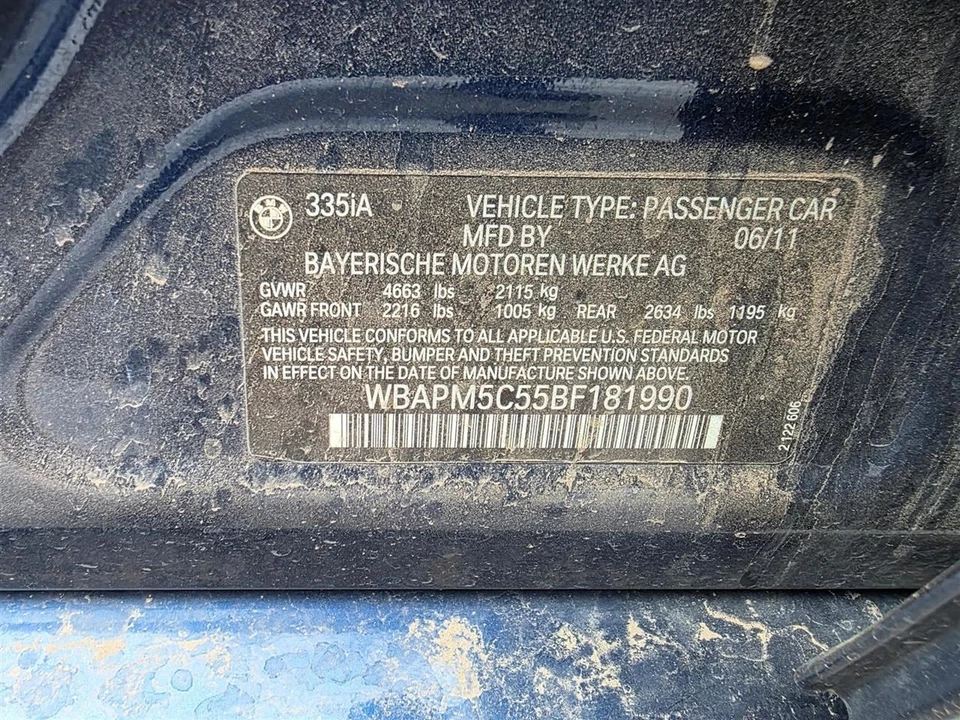 BMW 335iA VEHICLE TYPE: PASSENGER CAR
MFD BY 06/11
BAYERISCHE MOTOREN WERKE AG
GVWR 4663 lbs 2115 kg
GAWR FRONT 2216 lbs 1005 kg REAR 2634 lbs 1195 kg
THIS VEHICLE CONFORMS TO ALL APPLICABLE U.S. FEDERAL MOTOR
VEHICLE SAFETY, BUMPER AND THEFT PREVENTION STANDARDS
IN EFFECT ON THE DATE OF MANUFACTURE SHOWN ABOVE.
WBAPM5C55BF181990
2122 606